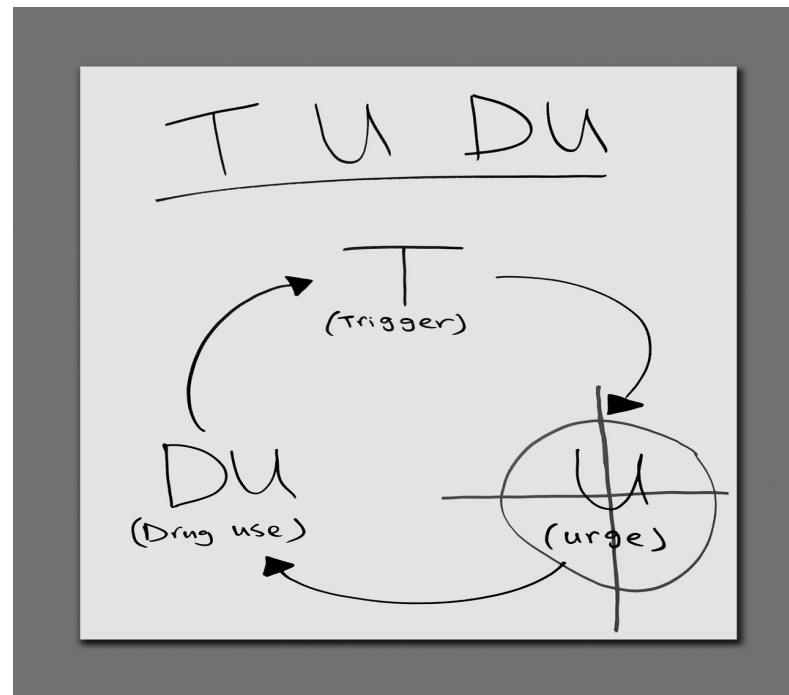 T U DU
T
(Trigger)
DU
U
(Drug use)
(urge)